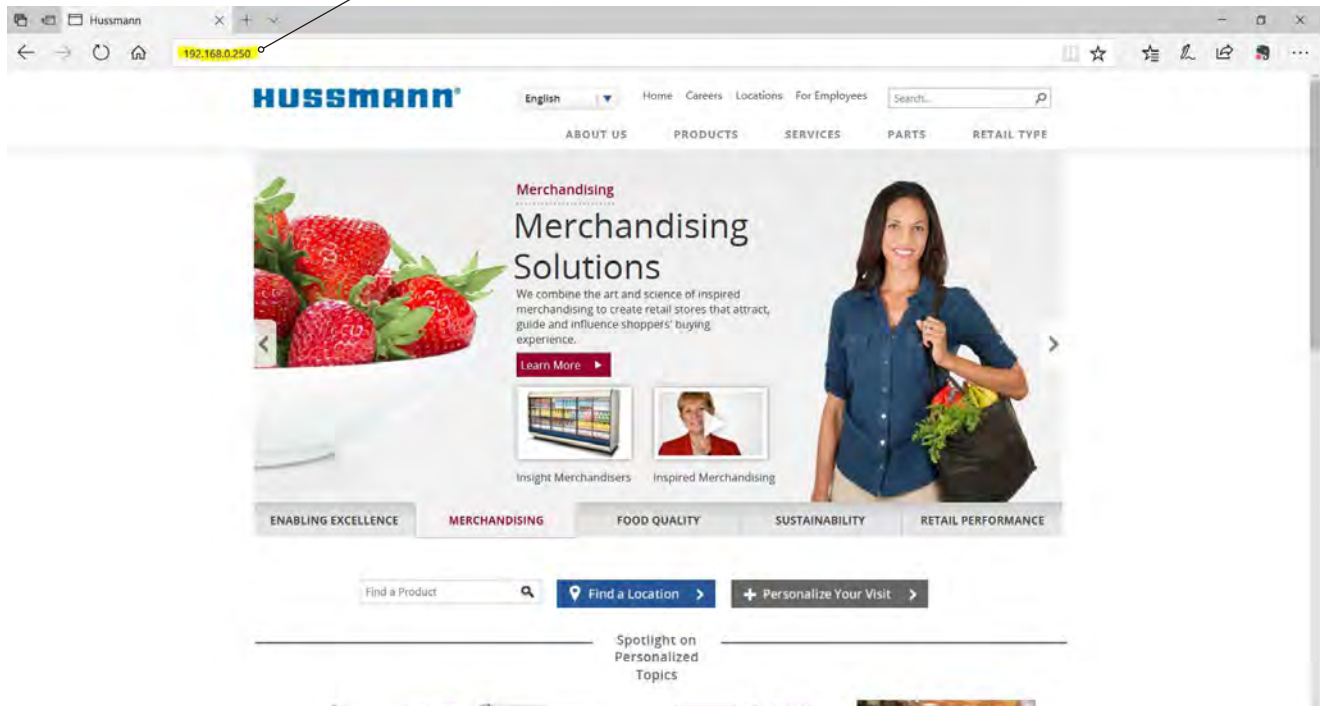 Hussmann
192.168.0.250
HUSSMANN®
English
Home Careers Locations For Employees
Search...
ABOUT US PRODUCTS SERVICES PARTS RETAIL TYPE
Merchandising
Merchandising
Solutions
We combine the art and science of inspired
merchandising to create retail stores that attract,
guide and influence shoppers' buying
experience.
Learn More
Insight Merchandisers Inspired Merchandising
ENABLING EXCELLENCE MERCHANDISING FOOD QUALITY SUSTAINABILITY RETAIL PERFORMANCE
Find a Product
Find a Location
Personalize Your Visit
Spotlight on
Personalized
Topics